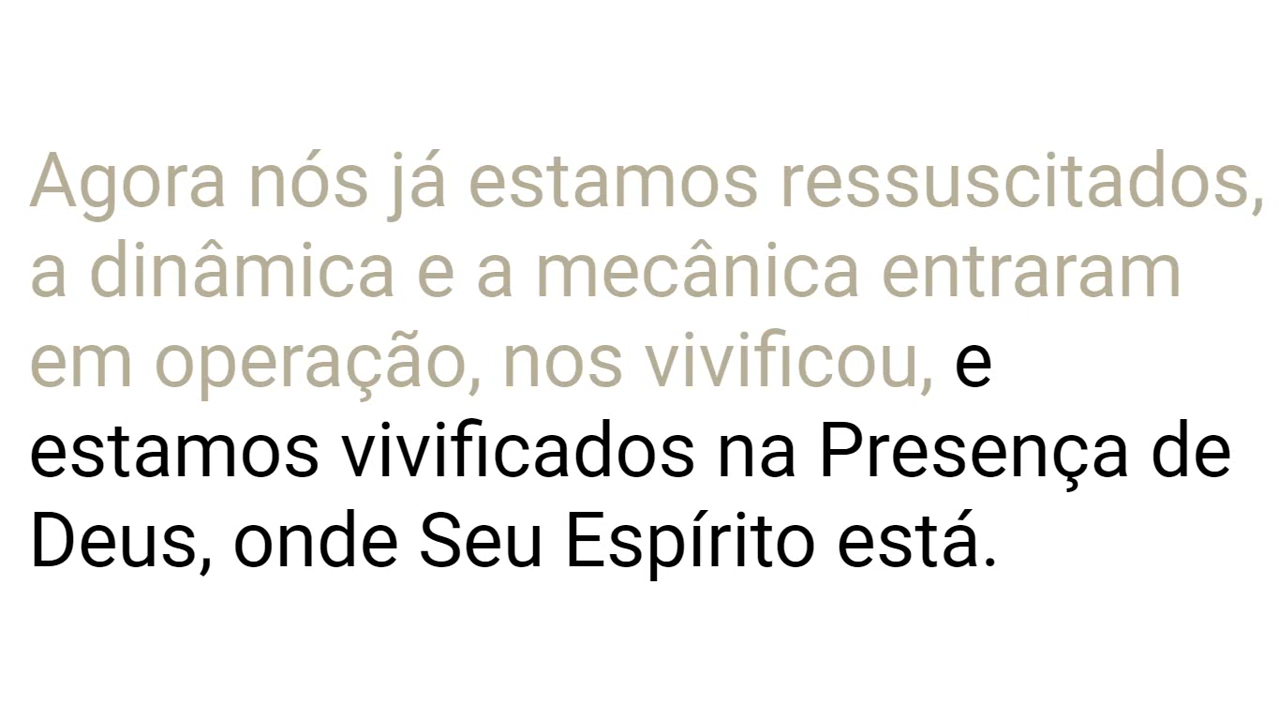 Agora nós já estamos ressuscitados,
a dinâmica e a mecânica entraram
em operação, nos vivificou, e
estamos vivificados na Presença de
Deus, onde Seu Espírito está.